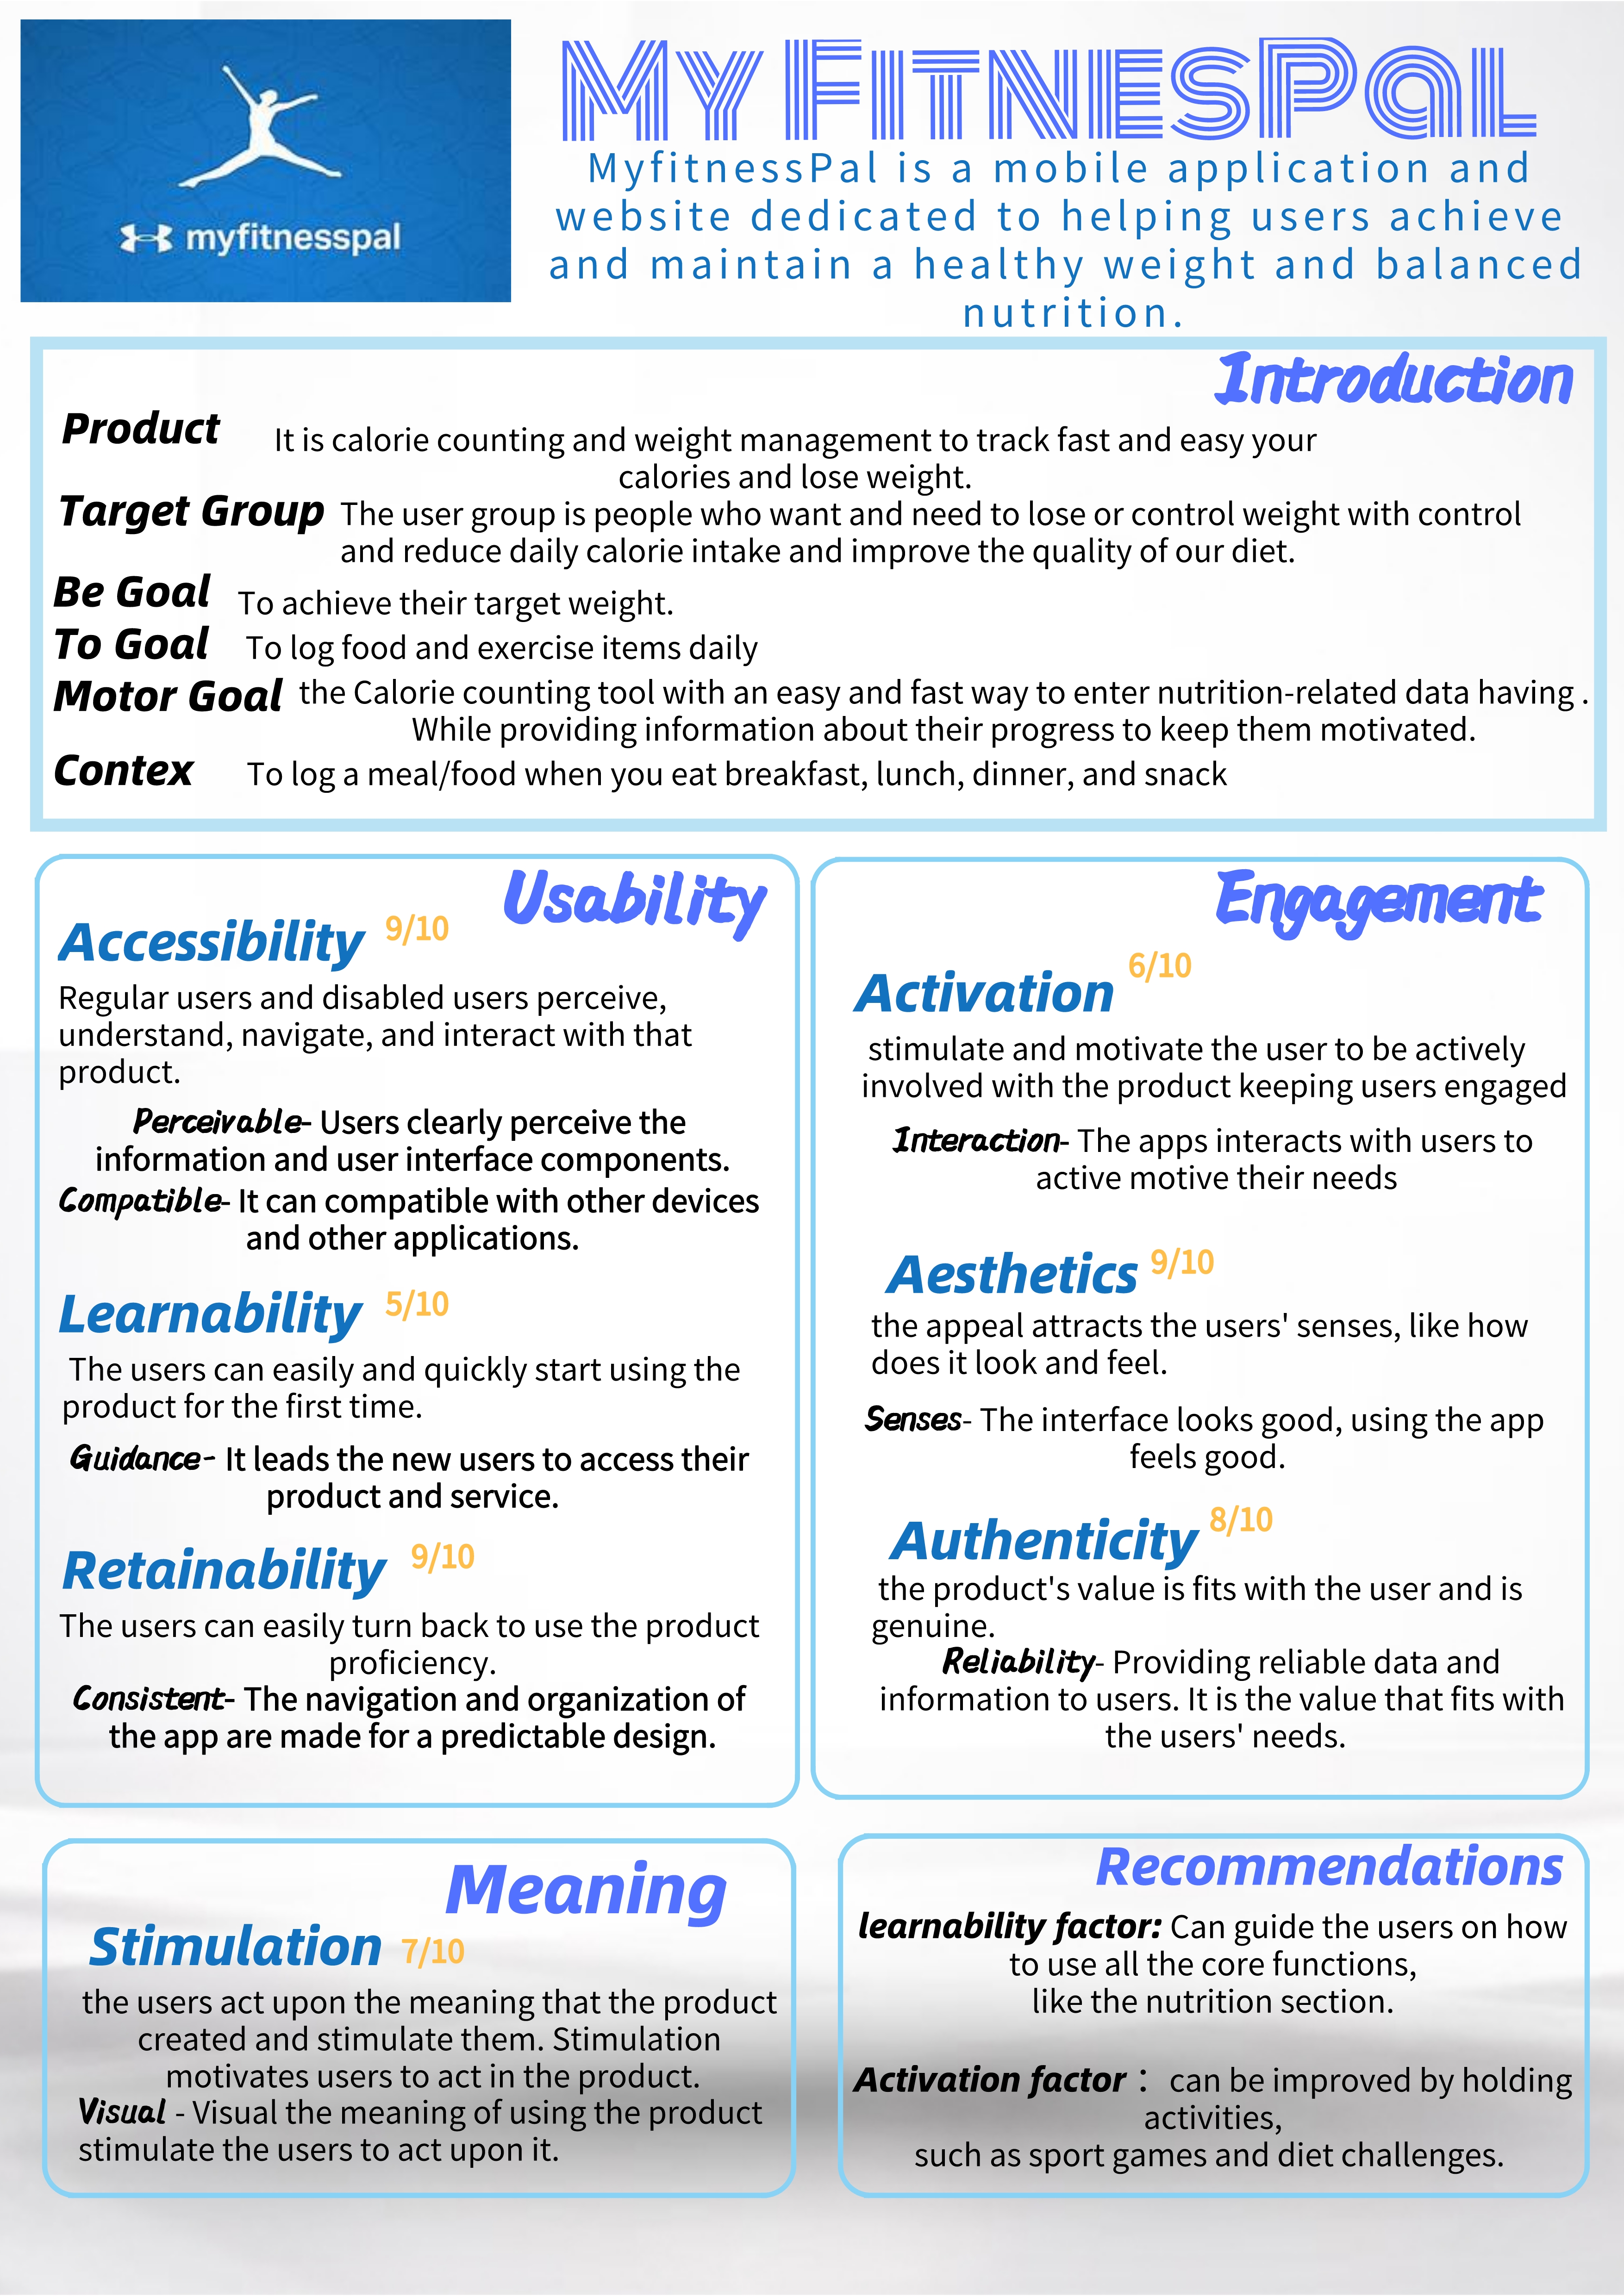 myfitnesspal
MY FITNESPAL
MyfitnessPal is a mobile application and
website dedicated to helping users achieve
and maintain a healthy weight and balanced
nutrition.
Introduction
Product
It is calorie counting and weight management to track fast and easy your
calories and lose weight.
Target Group
The user group is people who want and need to lose or control weight with control
and reduce daily calorie intake and improve the quality of our diet.
Be Goal
To achieve their target weight.
To Goal
To log food and exercise items daily
Motor Goal
the Calorie counting tool with an easy and fast way to enter nutrition-related data having .
While providing information about their progress to keep them motivated.
Contex
To log a meal/food when you eat breakfast, lunch, dinner, and snack
Usability
Accessibility 9/10
Regular users and disabled users perceive,
understand, navigate, and interact with that
product.
Perceivable- Users clearly perceive the
information and user interface components.
Compatible- It can compatible with other devices
and other applications.
Learnability 5/10
The users can easily and quickly start using the
product for the first time.
Guidance- It leads the new users to access their
product and service.
Retainability 9/10
The users can easily turn back to use the product
proficiency.
Consistent- The navigation and organization of
the app are made for a predictable design.
Engagement
Activation 6/10
stimulate and motivate the user to be actively
involved with the product keeping users engaged
Interaction- The apps interacts with users to
active motive their needs
Aesthetics 9/10
the appeal attracts the users' senses, like how
does it look and feel.
Senses- The interface looks good, using the app
feels good.
Authenticity 8/10
the product's value is fits with the user and is
genuine.
Reliability- Providing reliable data and
information to users. It is the value that fits with
the users' needs.
Meaning
Stimulation 7/10
the users act upon the meaning that the product
created and stimulate them. Stimulation
motivates users to act in the product.
Visual - Visual the meaning of using the product
stimulate the users to act upon it.
Recommendations
learnability factor: Can guide the users on how
to use all the core functions,
like the nutrition section.
Activation factor： can be improved by holding
activities,
such as sport games and diet challenges.